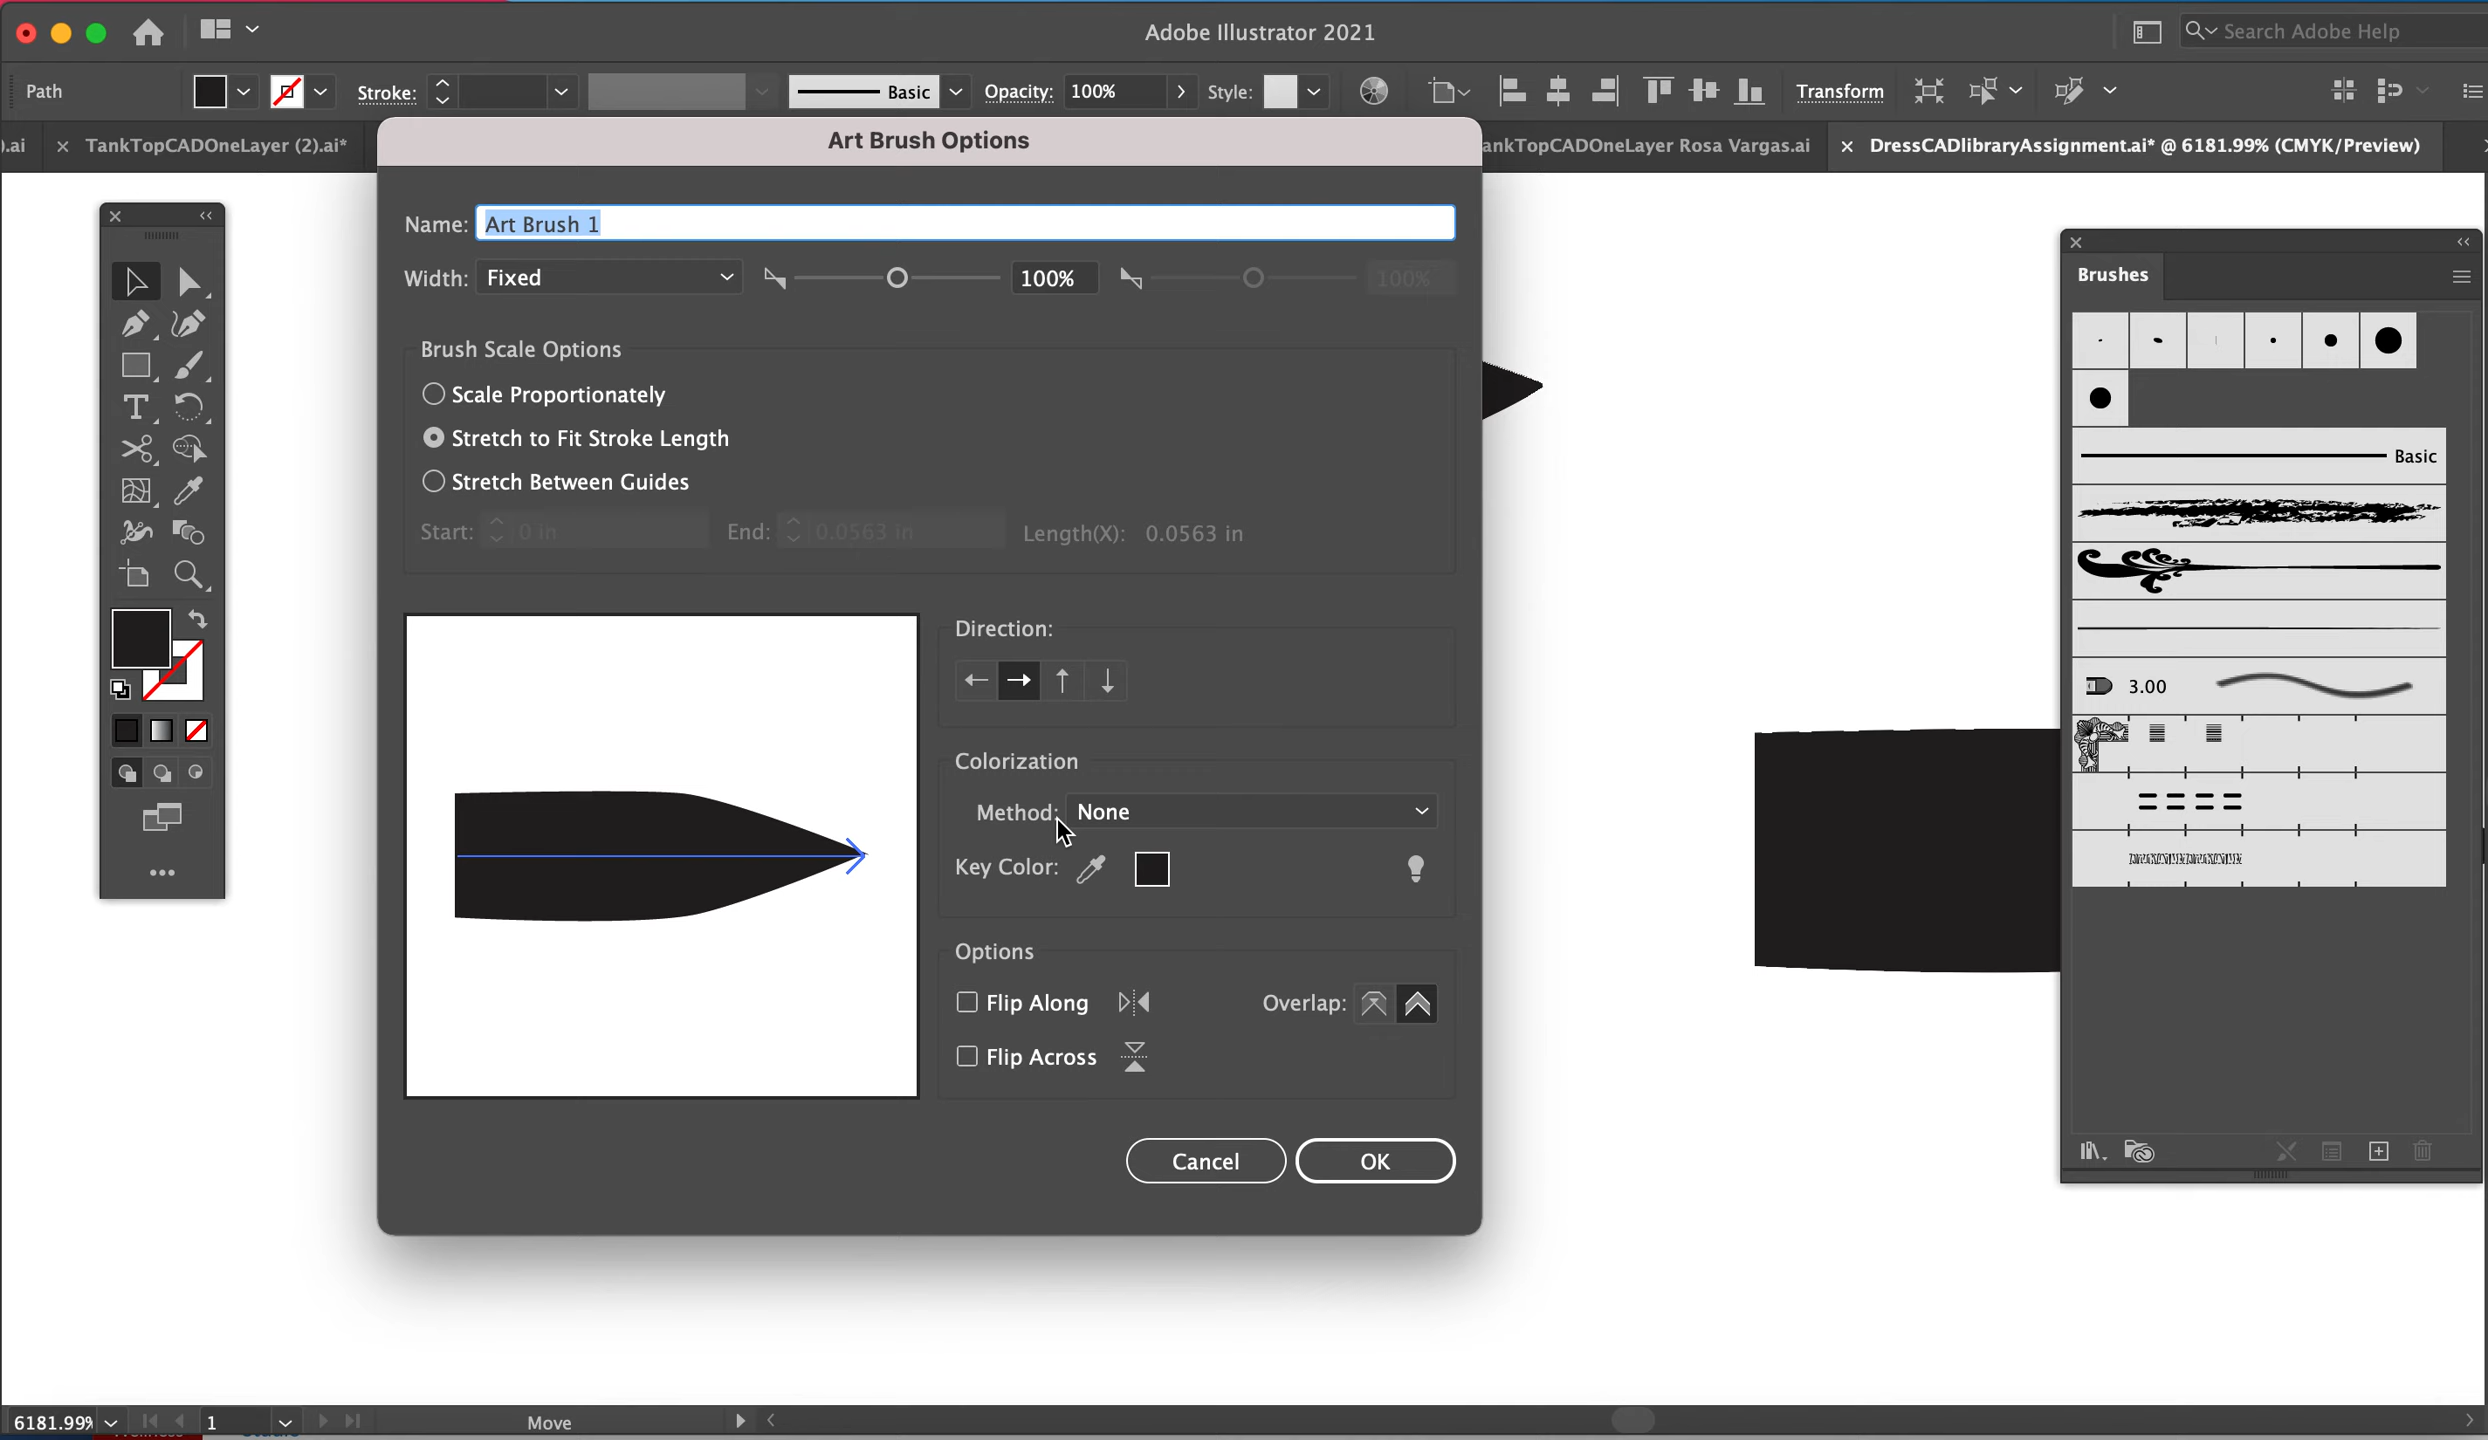 Adobe Illustrator 2021
Search Adobe Help
Path
Stroke:
Basic
Opacity:
100%
Style:
Transform
).ai
TankTopCADOneLayer (2).ai*
ankTopCADOneLayer Rosa Vargas.ai
DressCADlibraryAssignment.ai* @ 6181.99% (CMYK/Preview)
Art Brush Options
Name: Art Brush 1
Width: Fixed
100%
100%
Brush Scale Options
Scale Proportionately
Stretch to Fit Stroke Length
Stretch Between Guides
Start: 0 in
End: 0.0563 in
Length(X): 0.0563 in
Direction:
Colorization
Method: None
Key Color:
Options
Flip Along
Overlap:
Flip Across
Cancel
OK
Brushes
Basic
3.00
6181.99%
1
Move